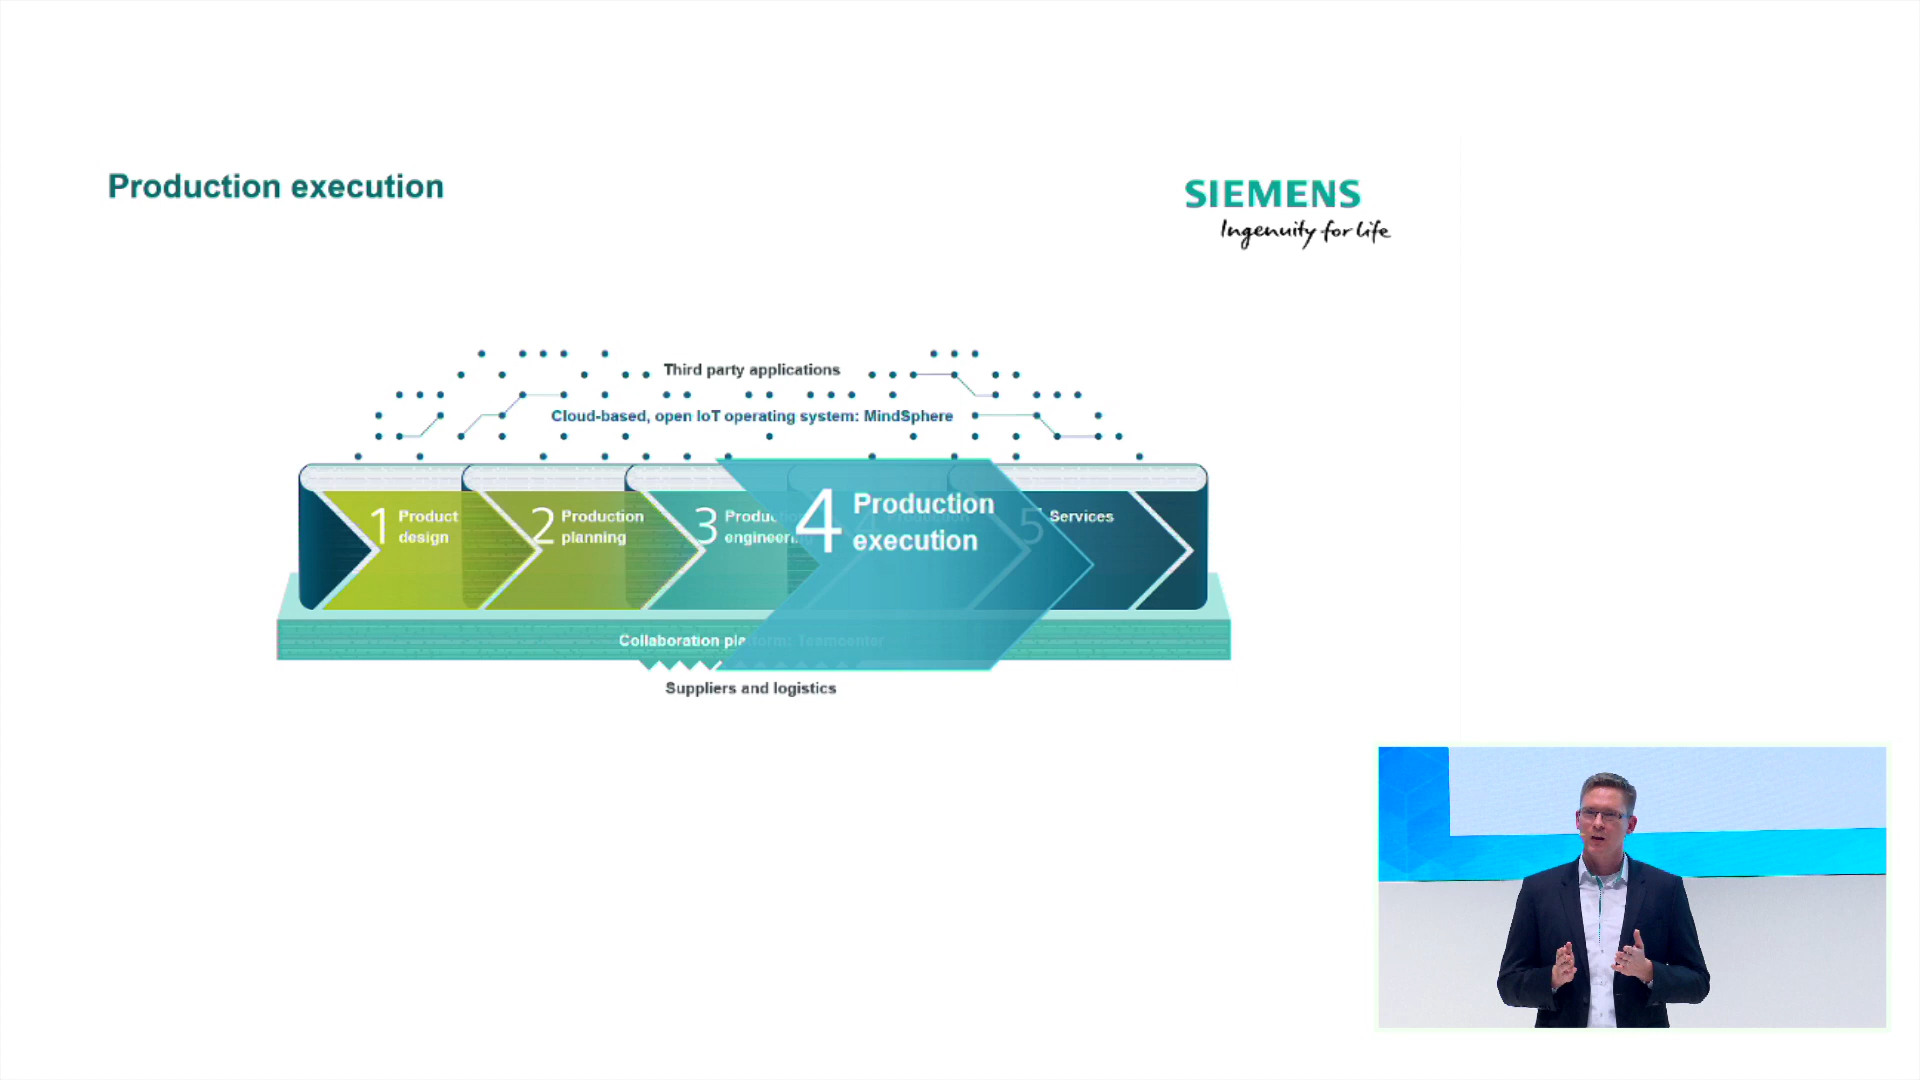 Production execution
SIEMENS
Ingenuity for life
Third party applications
Cloud-based, open IoT operating system: MindSphere
1 Product
design
2 Production
planning
3
engineering
4 Production
execution
4 Production
5 Services
Collaboration platform: Teamcenter
Suppliers and logistics